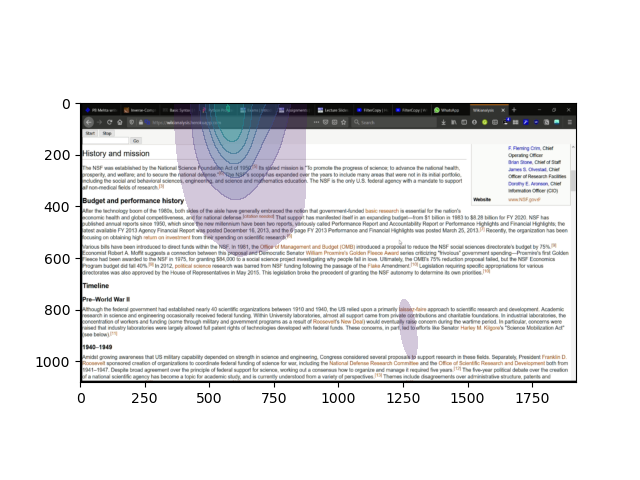 0
200
400
600
800
1000
0 250 500 750 1000 1250 1500 1750
WhatsApp
Wikianalysis
Search
Start Stop
Go
History and mission
The NSF was established by the National Science Foundation Act of 1950. Its stated mission is "To promote the progress of science; to advance the national health,
prosperity, and welfare; and to secure the national defense." The NSF's scope has expanded over the years to include many areas that were not in its initial portfolio,
including the social and behavioral sciences, engineering, and science and mathematics education. The NSF is the only U.S. federal agency with a mandate to support
all non-medical fields of research.[5]
F. Fleming Crim, Chief
Operating Officer
Brian Stone, Chief of Staff
James S. Ulvestad, Chief
Officer of Research Facilities
Dorothy E. Aronson, Chief
Information Officer (CIO)
Website www.nsf.gov
Budget and performance history
After the technology boom of the 1980s, both sides of the aisle have generally embraced the notion that government-funded basic research is essential for the nation's
economic health and global competitiveness, and for national defense. That support has manifested itself in an expanding budget—from $1 billion in 1983 to $8.28 billion for FY 2020. NSF has
published annual reports since 1950, which since the new millennium have been two reports, variously called Performance Report and Accountability Report or Performance Highlights and Financial Highlights; the
latest available FY 2013 Agency Financial Report was posted December 16, 2013, and the 6 page FY 2013 Performance and Financial Highlights was posted March 25, 2013. Recently, the organization has been
focusing on obtaining high return on investment from their spending on scientific research.
Various bills have been introduced to direct funds within the NSF. In 1981, the Office of Management and Budget (OMB) introduced a proposal to reduce the NSF social sciences directorate's budget by 75%.
Economist Robert A. Moffit suggests a connection between this proposal and Democratic Senator William Proxmire's Golden Fleece Award series criticizing "frivolous" government spending—Proxmire's first Golden
Fleece had been awarded to the NSF in 1975, for granting $84,000 to a social science project investigating why people fall in love. Ultimately, the OMB's 75% reduction proposal failed, but the NSF Economics
Program budget did fall 40%. In 2012, political science research was barred from NSF funding following the passage of the Flake Amendment. Legislation requiring specific appropriations for various
directorates was also approved by the House of Representatives in May 2015. This legislation broke the precedent of granting the NSF autonomy to determine its own priorities.
Timeline
Pre–World War II
Although the federal government had established nearly 40 scientific organizations between 1910 and 1940, the US relied upon a primarily laissez-faire approach to scientific research and development. Academic
research in science and engineering occasionally received federal funding. Within University laboratories, almost all support came from private contributions and charitable foundations. In industrial laboratories, the
concentration of workers and funding (some through military and government programs as a result of Roosevelt's New Deal) would eventually raise concern during the wartime period. In particular, concerns were
raised that industry laboratories were largely allowed full patent rights of technologies developed with federal funds. These concerns, in part, led to efforts like Senator Harley M. Kilgore's "Science Mobilization Act"
(see below).
1940–1949
Amidst growing awareness that US military capability depended on strength in science and engineering, Congress considered several proposals to support research in these fields. Separately, President Franklin D.
Roosevelt sponsored creation of organizations to coordinate federal funding of science for war, including the National Defense Research Committee and the Office of Scientific Research and Development both from
1941–1947. Despite broad agreement over the principle of federal support for science, working out a consensus on how to organize and manage it required five years. The five-year political debate over the creation
of a national scientific agency has become a topic for academic study, and is currently understood from a variety of perspectives. Themes include disagreements over administrative structure, patents and